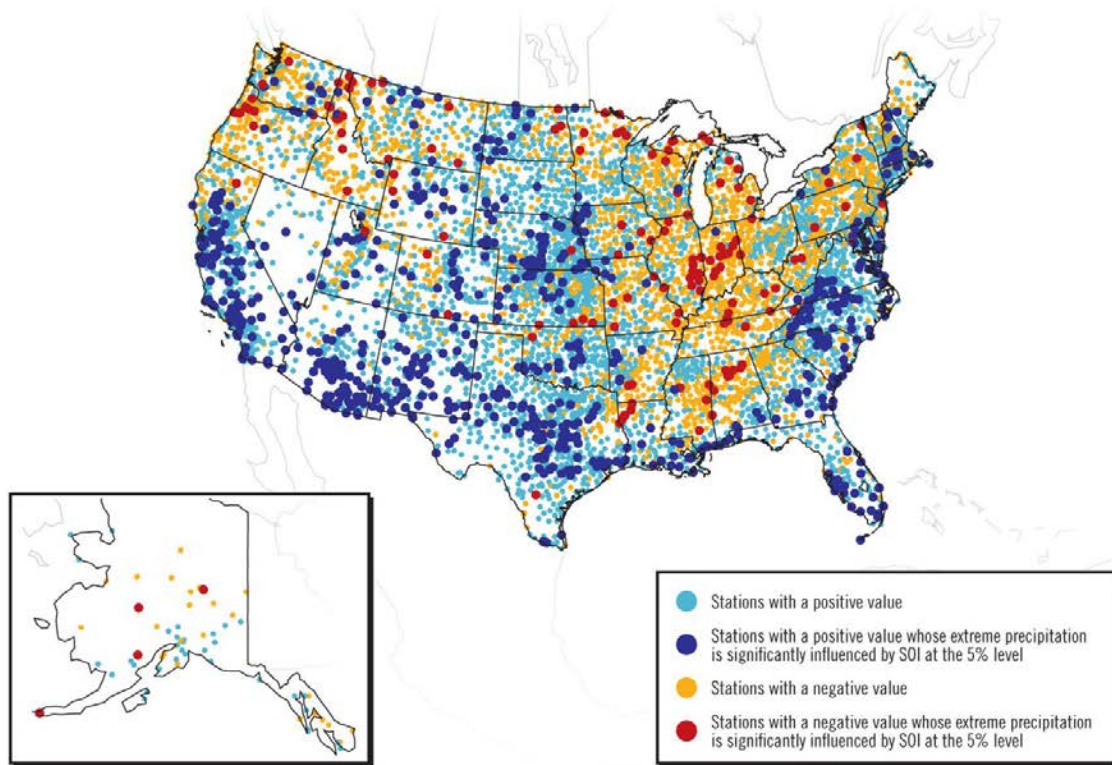 Stations with a positive value
Stations with a positive value whose extreme precipitation
is significantly influenced by SOI at the 5% level
Stations with a negative value
Stations with a negative value whose extreme precipitation
is significantly influenced by SOI at the 5% level